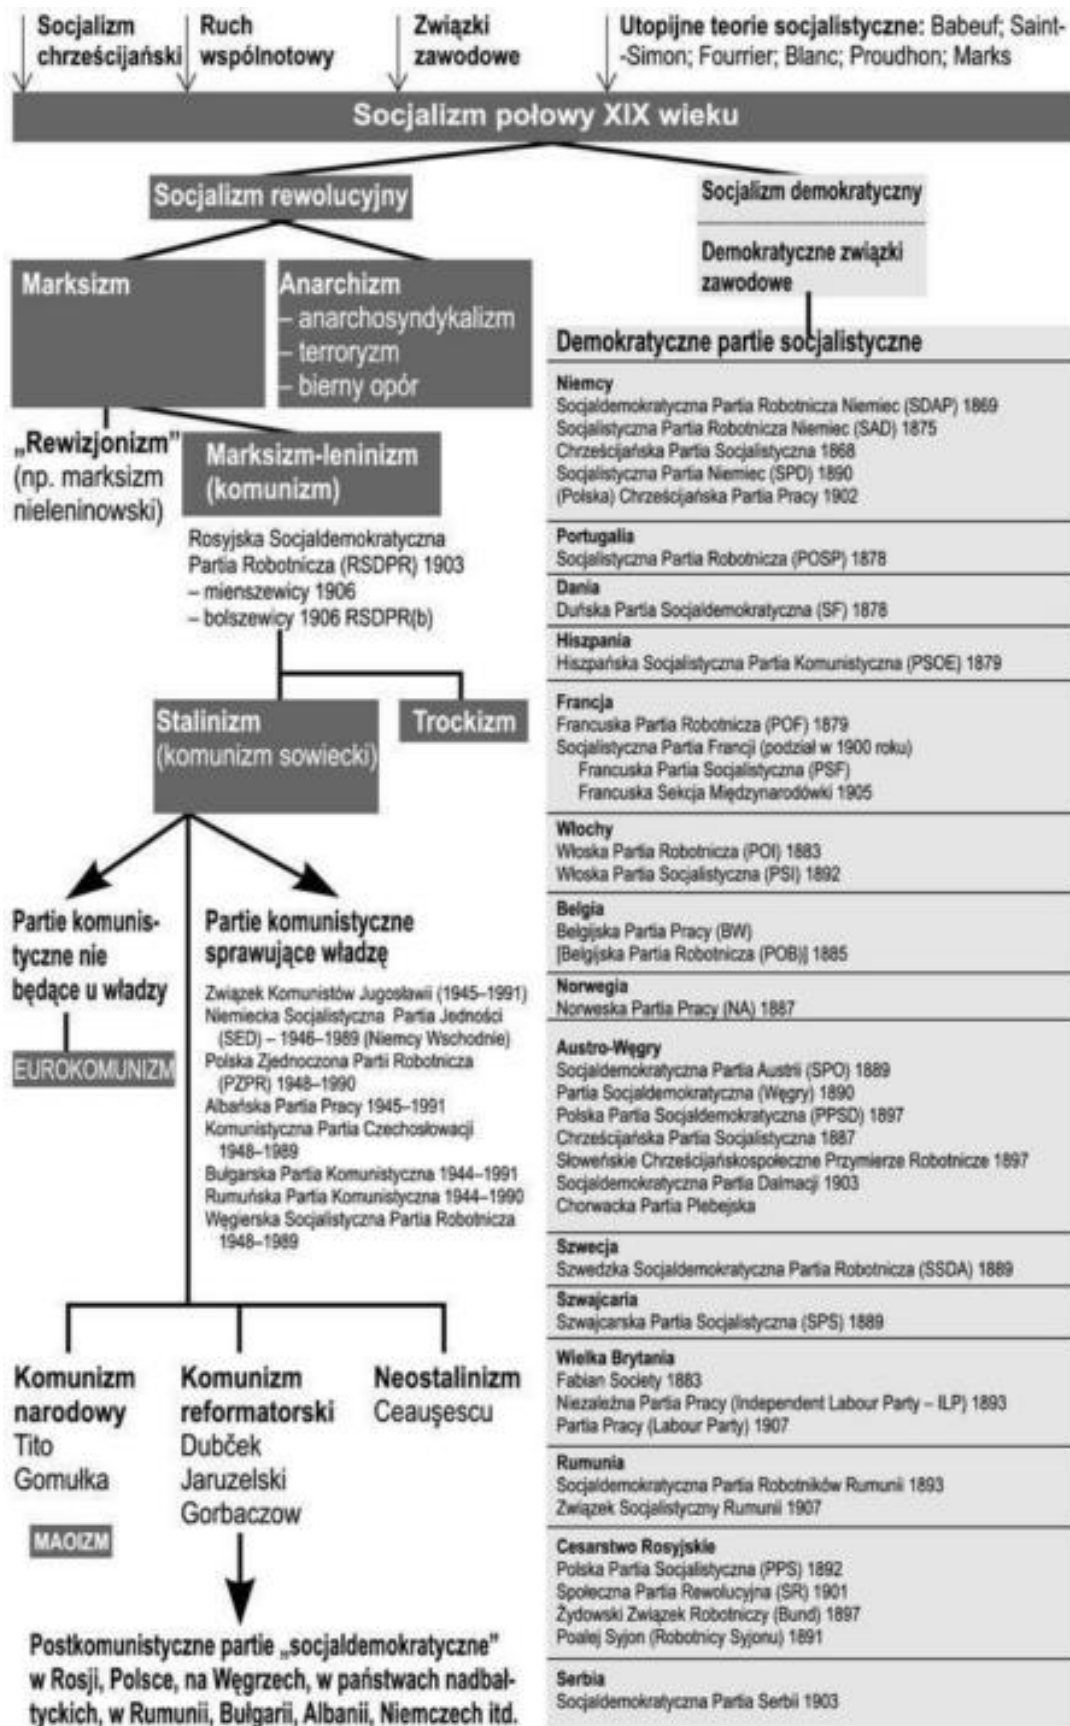 Socjalizm
chrześcijański
Ruch
wspólnotowy
Związki
zawodowe
Utopijne teorie socjalistyczne: Babeuf; Saint-
-Simon; Fourrier; Blanc; Proudhon; Marks
Socjalizm połowy XIX wieku
Socjalizm rewolucyjny
Socjalizm demokratyczny
Demokratyczne związki
zawodowe
Marksizm
Anarchizm
– anarchosyndykalizm
– terroryzm
– bierny opór
„Rewizjonizm”
(np. marksizm
nieleninowski)
Marksizm-leninizm
(komunizm)
Rosyjska Socjaldemokratyczna
Partia Robotnicza (RSDPR) 1903
– mienszewicy 1906
– bolszewicy 1906 RSDPR(b)
Stalinizm
(komunizm sowiecki)
Trockizm
Partie komunis-
tyczne nie
będące u władzy
EUROKOMUNIZM
Partie komunistyczne
sprawujące władzę
Związek Komunistów Jugosławii (1945–1991)
Niemiecka Socjalistyczna Partia Jedności
(SED) – 1946–1989 (Niemcy Wschodnie)
Polska Zjednoczona Partii Robotnicza
(PZPR) 1948–1990
Albańska Partia Pracy 1945–1991
Komunistyczna Partia Czechosłowacji
1948–1989
Bułgarska Partia Komunistyczna 1944–1991
Rumuńska Partia Komunistyczna 1944–1990
Węgierska Socjalistyczna Partia Robotnicza
1948–1989
Komunizm
narodowy
Tito
Gomułka
Komunizm
reformatorski
Dubček
Jaruzelski
Gorbaczow
Neostalinizm
Ceauşescu
MAOIZM
Postkomunistyczne partie „socjaldemokratyczne”
w Rosji, Polsce, na Węgrzech, w państwach nadbał-
tyckich, w Rumunii, Bułgarii, Albanii, Niemczech itd.
Demokratyczne partie socjalistyczne
Niemcy
Socjaldemokratyczna Partia Robotnicza Niemiec (SDAP) 1869
Socjalistyczna Partia Robotnicza Niemiec (SAD) 1875
Chrześcijańska Partia Socjalistyczna 1868
Socjalistyczna Partia Niemiec (SPD) 1890
(Polska) Chrześcijańska Partia Pracy 1902
Portugalia
Socjalistyczna Partia Robotnicza (POSP) 1878
Dania
Duńska Partia Socjaldemokratyczna (SF) 1878
Hiszpania
Hiszpańska Socjalistyczna Partia Komunistyczna (PSOE) 1879
Francja
Francuska Partia Robotnicza (POF) 1879
Socjalistyczna Partia Francji (podział w 1900 roku)
Francuska Partia Socjalistyczna (PSF)
Francuska Sekcja Międzynarodówki 1905
Włochy
Włoska Partia Robotnicza (POI) 1883
Włoska Partia Socjalistyczna (PSI) 1892
Belgia
Belgijska Partia Pracy (BW)
[Belgijska Partia Robotnicza (POB)] 1885
Norwegia
Norweska Partia Pracy (NA) 1887
Austro-Węgry
Socjaldemokratyczna Partia Austrii (SPO) 1889
Partia Socjaldemokratyczna (Węgry) 1890
Polska Partia Socjaldemokratyczna (PPSD) 1897
Chrześcijańska Partia Socjalistyczna 1887
Słoweńskie Chrześcijańskospołeczne Przymierze Robotnicze 1897
Socjaldemokratyczna Partia Dalmacji 1903
Chorwacka Partia Plebejska
Szwecja
Szwedzka Socjaldemokratyczna Partia Robotnicza (SSDA) 1889
Szwajcaria
Szwajcarska Partia Socjalistyczna (SPS) 1889
Wielka Brytania
Fabian Society 1883
Niezależna Partia Pracy (Independent Labour Party – ILP) 1893
Partia Pracy (Labour Party) 1907
Rumunia
Socjaldemokratyczna Partia Robotników Rumunii 1893
Związek Socjalistyczny Rumunii 1907
Cesarstwo Rosyjskie
Polska Partia Socjalistyczna (PPS) 1892
Społeczna Partia Rewolucyjna (SR) 1901
Żydowski Związek Robotniczy (Bund) 1897
Poalej Syjon (Robotnicy Syjonu) 1891
Serbia
Socjaldemokratyczna Partia Serbii 1903